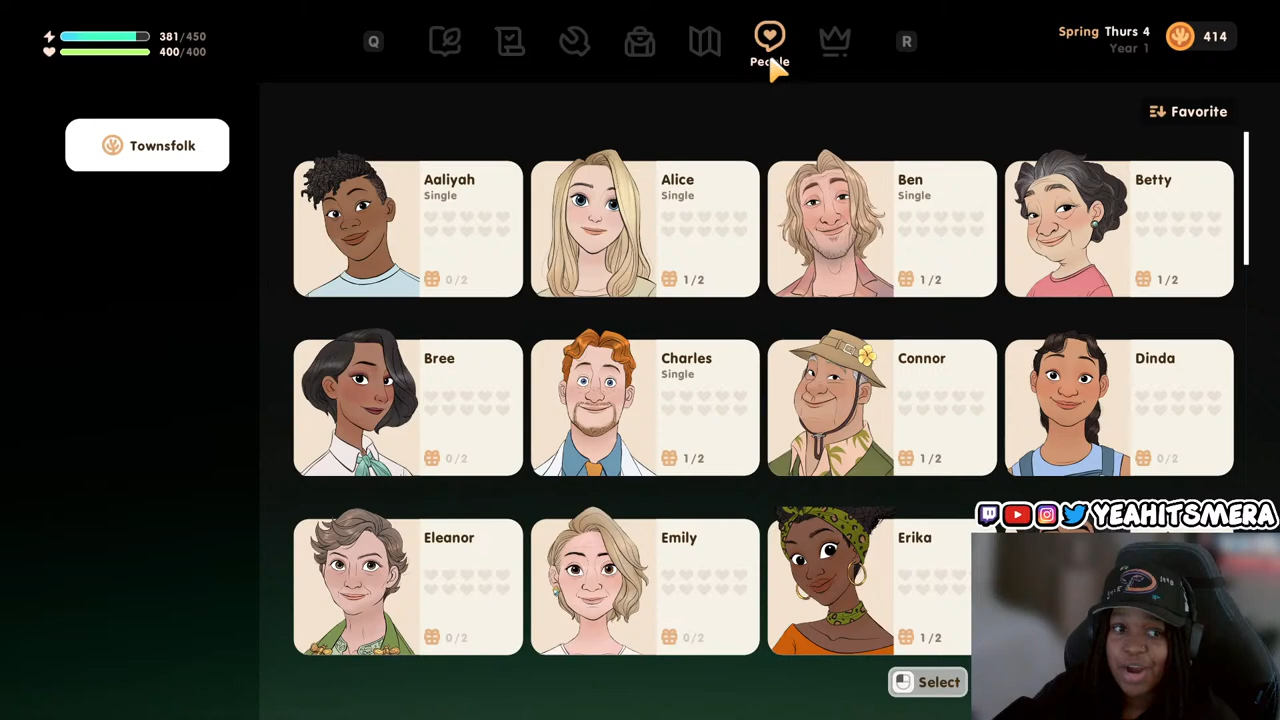 381/450
400/400
Q
People
R
Spring Thurs 4
Year 1
414
Townsfolk
Favorite
Aaliyah
Single
0/2
Alice
Single
1/2
Ben
Single
1/2
Betty
1/2
Bree
0/2
Charles
Single
1/2
Connor
1/2
Dinda
0/2
Eleanor
0/2
Emily
0/2
Erika
1/2
YEAHITSMERA
Select